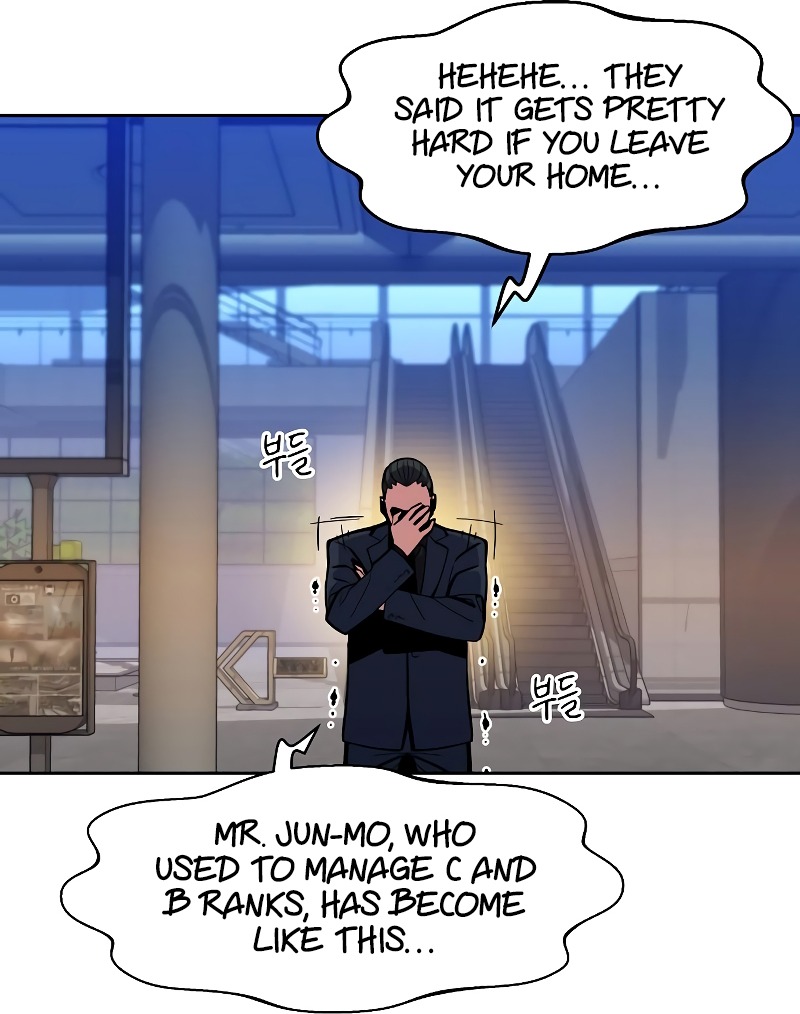 HEHEHE... THEY
SAID IT GETS PRETTY
HARD IF YOU LEAVE
YOUR HOME...
부들
부들
MR. JUN-MO, WHO
USED TO MANAGE C AND
B RANKS, HAS BECOME
LIKE THIS...